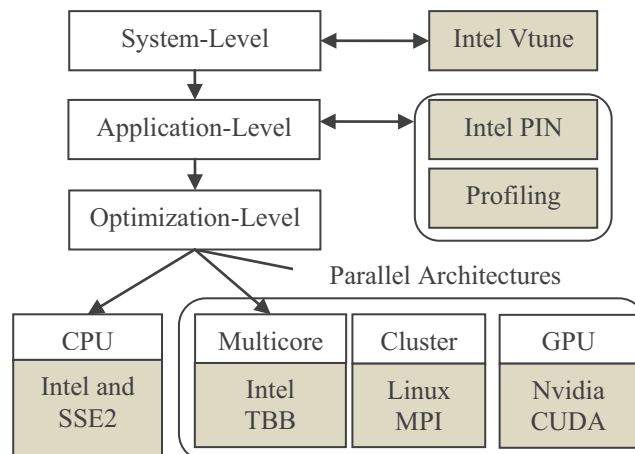 System-Level
Intel Vtune
Application-Level
Intel PIN
Profiling
Optimization-Level
Parallel Architectures
CPU
Multicore
Cluster
GPU
Intel and
SSE2
Intel
TBB
Linux
MPI
Nvidia
CUDA